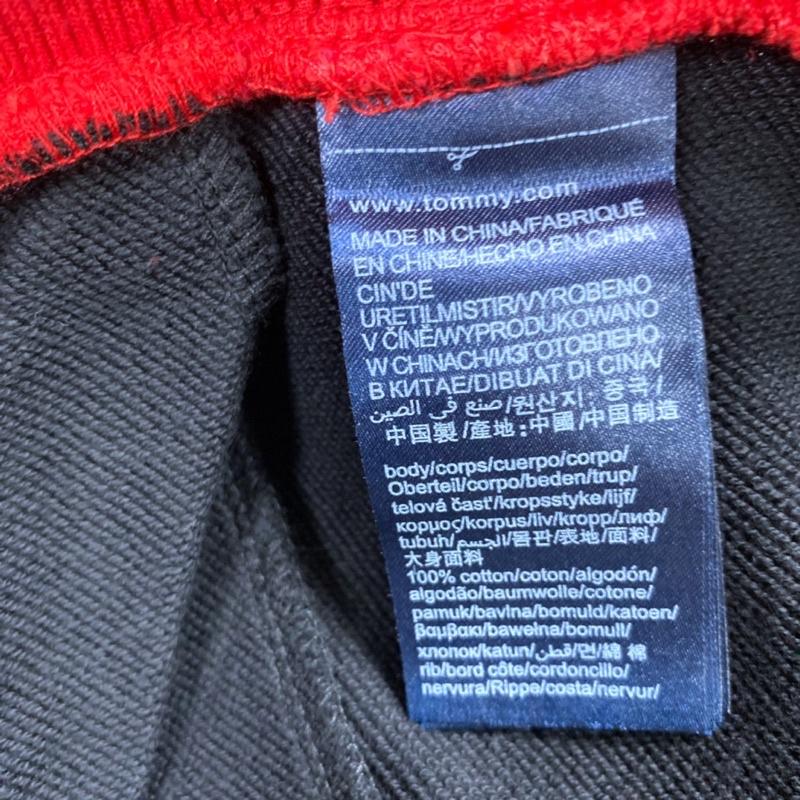 www.tommy.com
MADE IN CHINA/FABRIQUÉ
EN CHINE/HECHO EN CHINA
CIN'DE
URETILMISTIR/VYROBENO
V ČÍNĚ/WYPRODUKOWANO
W CHINACH/ИЗГОТОВЛЕНО
В КИТАЕ/DIBUAT DI CINA/
صنع في الصين/원산지: 중국/
中国製/產地:中國/中国制造
body/corps/cuerpo/corpo/
Oberteil/corpo/beden/trup/
telová časť/kropsstyke/lijf/
κορμος/korpus/liv/kropp/лиф/
tubuh/الجسم/몸판/表地/面料/
大身面料
100% cotton/coton/algodón/
algodão/baumwolle/cotone/
pamuk/bavlna/bomuld/katoen/
βαμβακι/bawełna/bomull/
хлопок/katun/قطن/면/綿 棉
rib/bord côte/cordoncillo/
nervura/Rippe/costa/nervur/